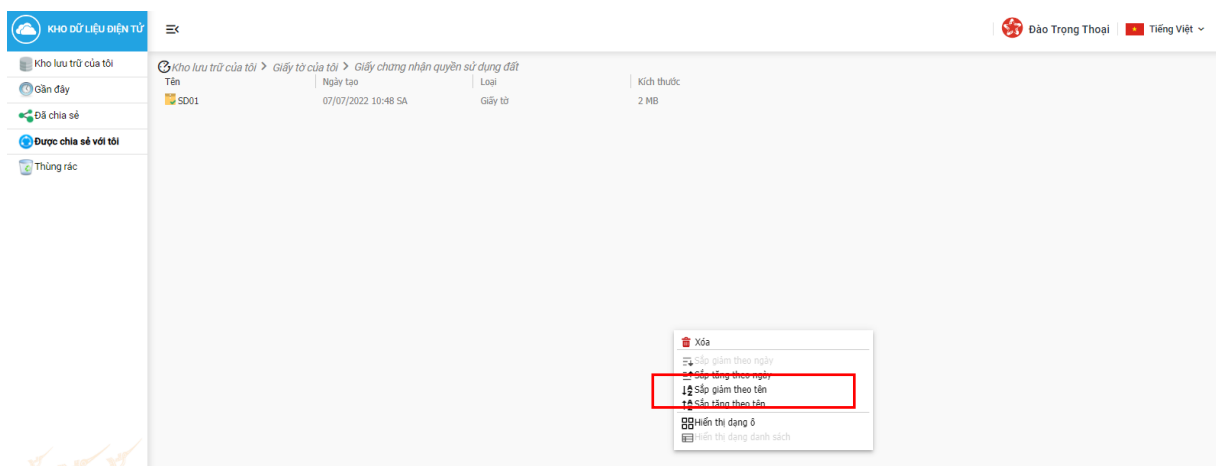 KHO DỮ LIỆU ĐIỆN TỬ
Đào Trọng Thoại
Tiếng Việt
Kho lưu trữ của tôi
Gần đây
Đã chia sẻ
Được chia sẻ với tôi
Thùng rác
Kho lưu trữ của tôi > Giấy tờ của tôi > Giấy chưng nhận quyền sử dụng đất
Tên Ngày tạo Loại Kích thước
SD01 07/07/2022 10:48 SA Giấy tờ 2 MB
Xóa
Sắp giảm theo ngày
Sắp tăng theo ngày
Sắp giảm theo tên
Sắp tăng theo tên
Hiển thị dạng ô
Hiển thị dạng danh sách